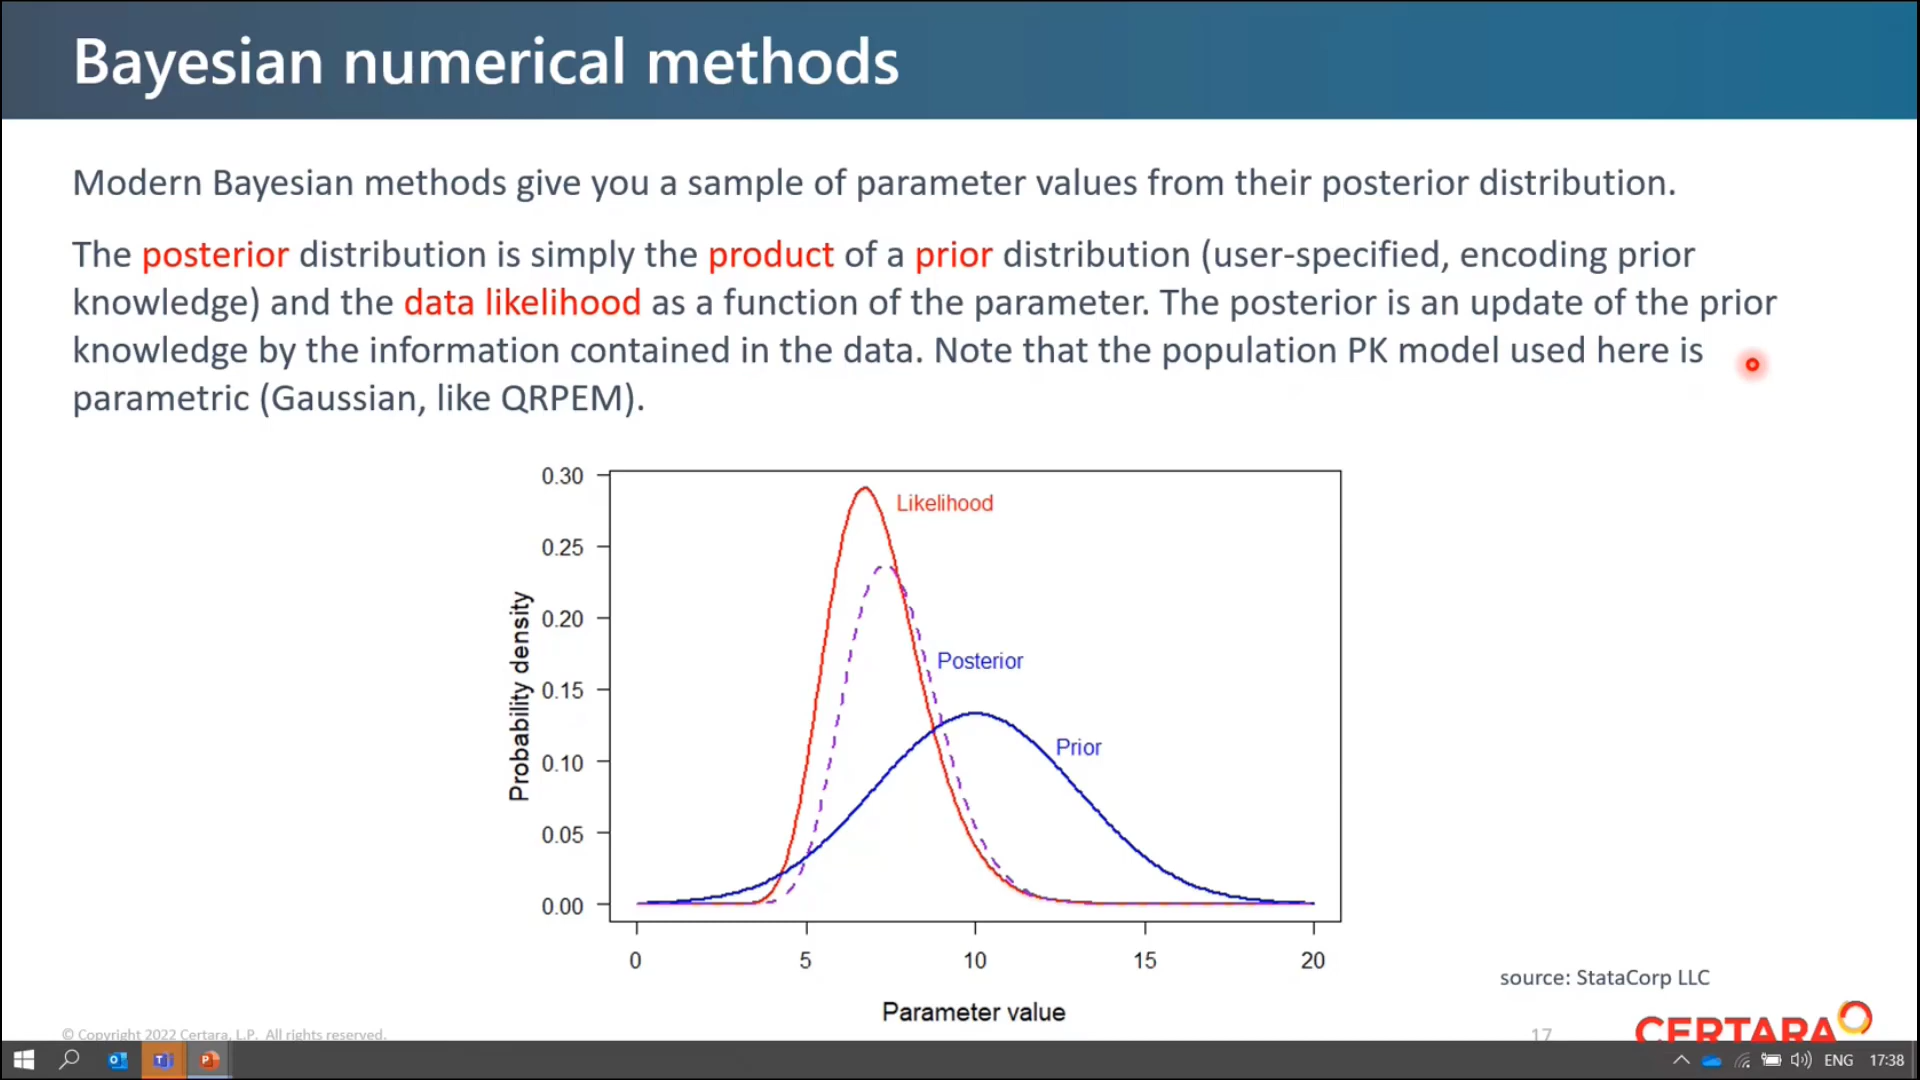 Bayesian numerical methods
Modern Bayesian methods give you a sample of parameter values from their posterior distribution.
The posterior distribution is simply the product of a prior distribution (user-specified, encoding prior
knowledge) and the data likelihood as a function of the parameter. The posterior is an update of the prior
knowledge by the information contained in the data. Note that the population PK model used here is
parametric (Gaussian, like QRPEM).
0.30
Likelihood
0.25
0.20
Posterior
0.15
Prior
0.10
0.05
0.00
Probability density
0 5 10 15 20
Parameter value
source: StataCorp LLC
© Copyright 2022 Certara, L.P. All rights reserved.
17
CERTARA
ENG 17:38